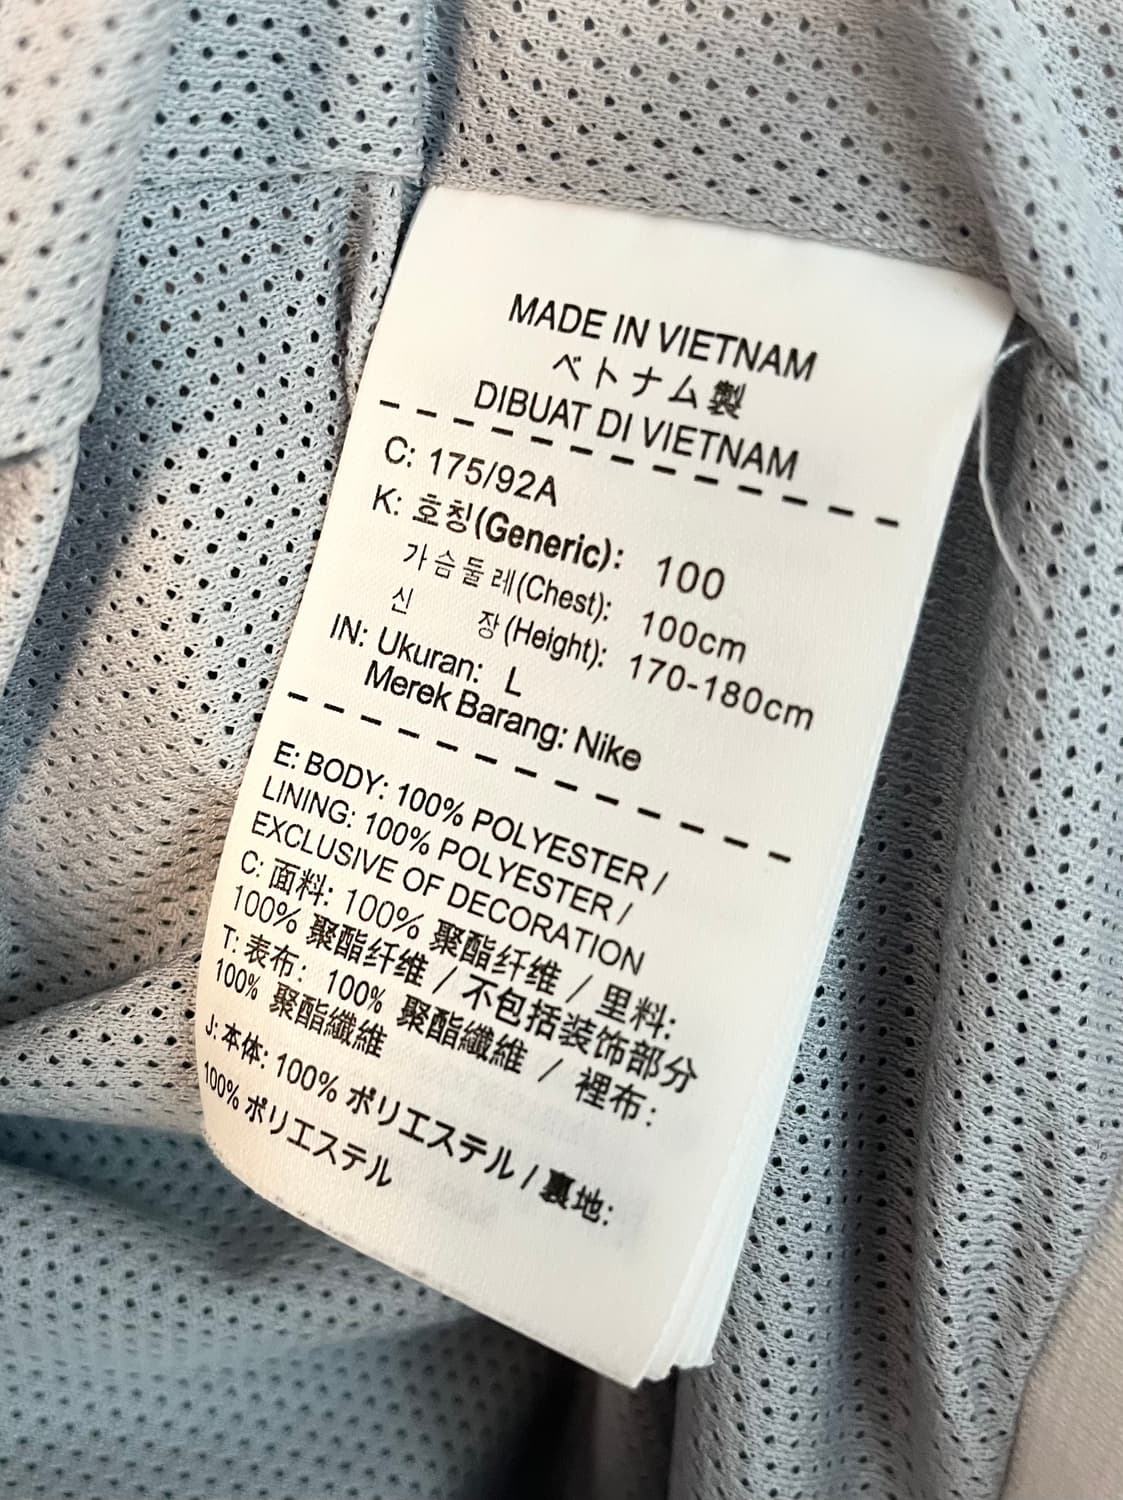 MADE IN VIETNAM
ベトナム製
DIBUAT DI VIETNAM
C: 175/92A
K: 호칭(Generic): 100
가슴둘레(Chest): 100cm
신 장(Height): 170-180cm
IN: Ukuran: L
Merek Barang: Nike
E: BODY: 100% POLYESTER /
LINING: 100% POLYESTER /
EXCLUSIVE OF DECORATION
C: 面料: 100% 聚酯纤维 / 里料:
100% 聚酯纤维 / 不包括装饰部分
T: 表布: 100% 聚酯纖維 / 裡布:
100% 聚酯纖維
J: 本体: 100% ポリエステル / 裏地:
100% ポリエステル